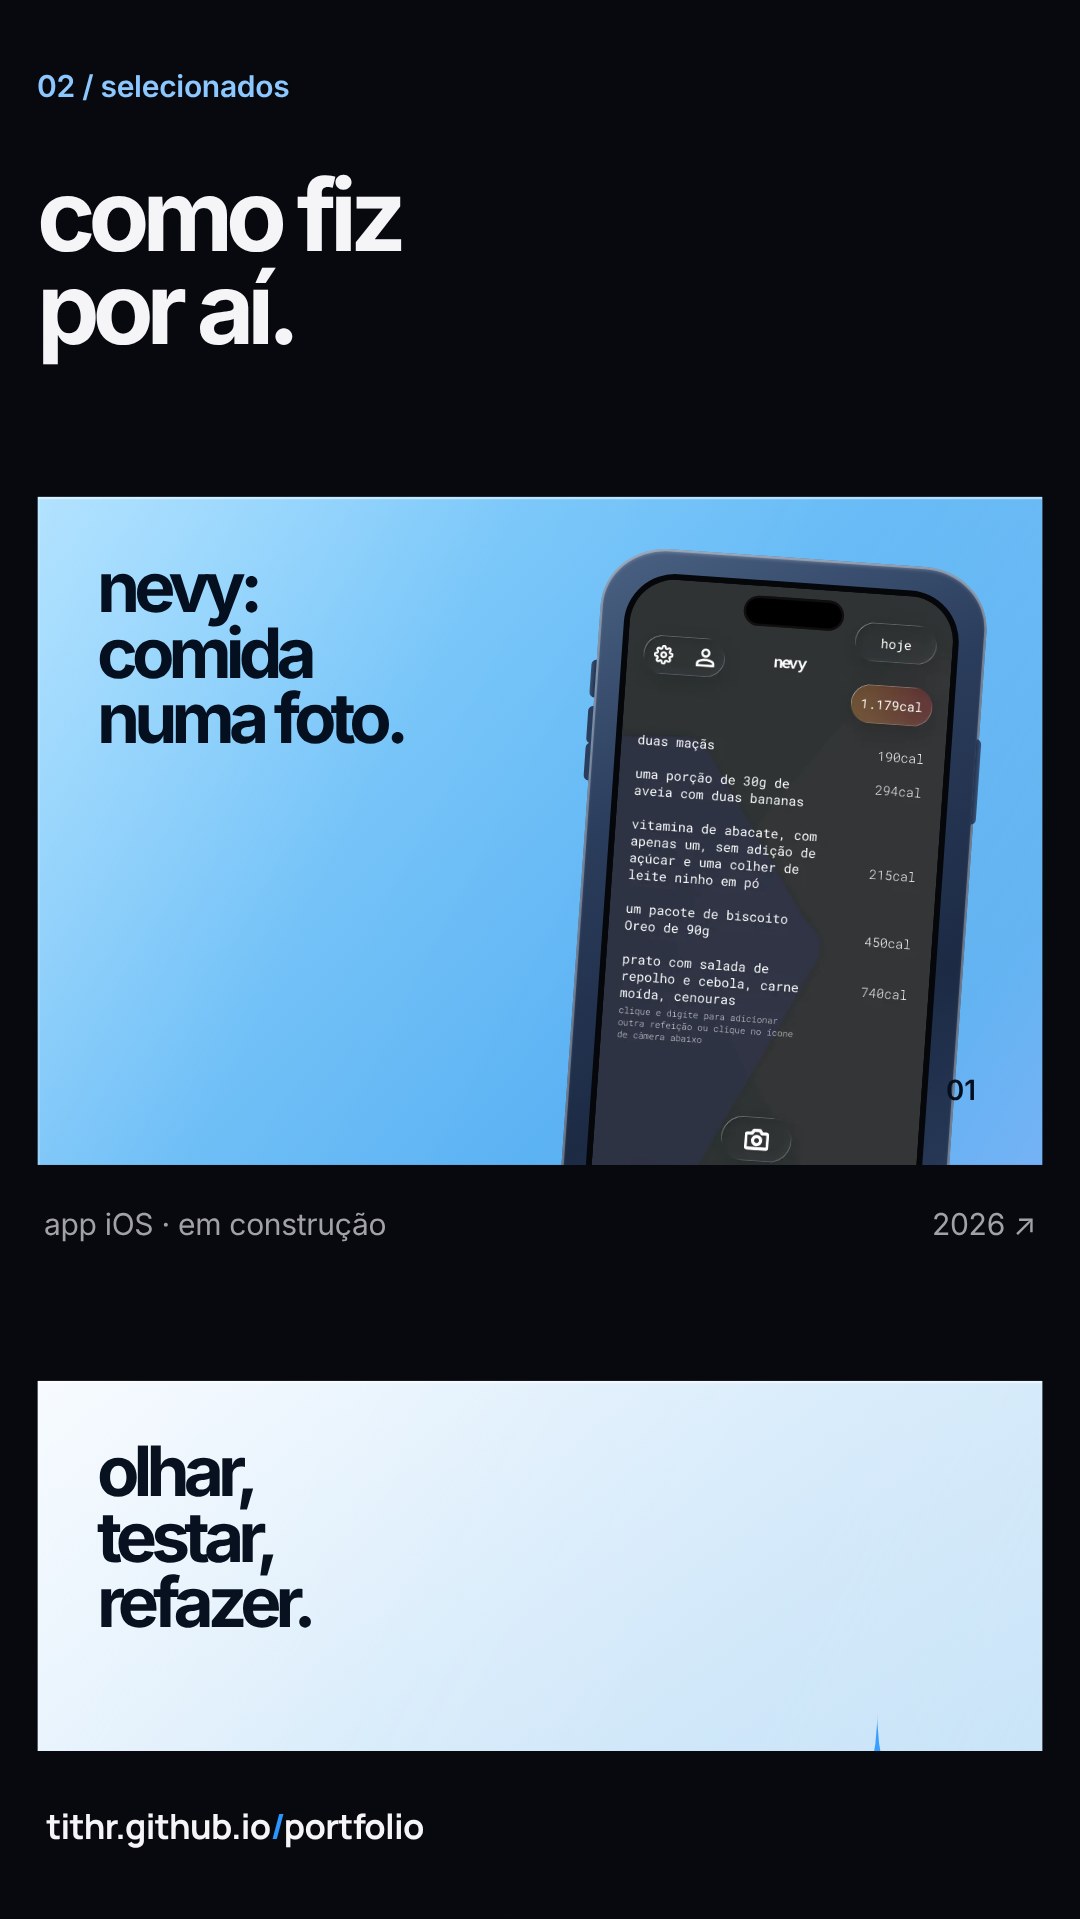 02 / selecionados
como fiz
por aí.
nevy:
comida
numa foto.
hoje
nevy
1.179cal
duas maçãs
190cal
uma porção de 30g de
aveia com duas bananas
294cal
vitamina de abacate, com
apenas um, sem adição de
açúcar e uma colher de
leite ninho em pó
215cal
um pacote de biscoito
Oreo de 90g
450cal
prato com salada de
repolho e cebola, carne
moída, cenouras
740cal
clique e digite para adicionar
outra refeição ou clique no ícone
de câmera abaixo
01
app iOS · em construção
2026 ↗
olhar,
testar,
refazer.
tithr.github.io/portfolio